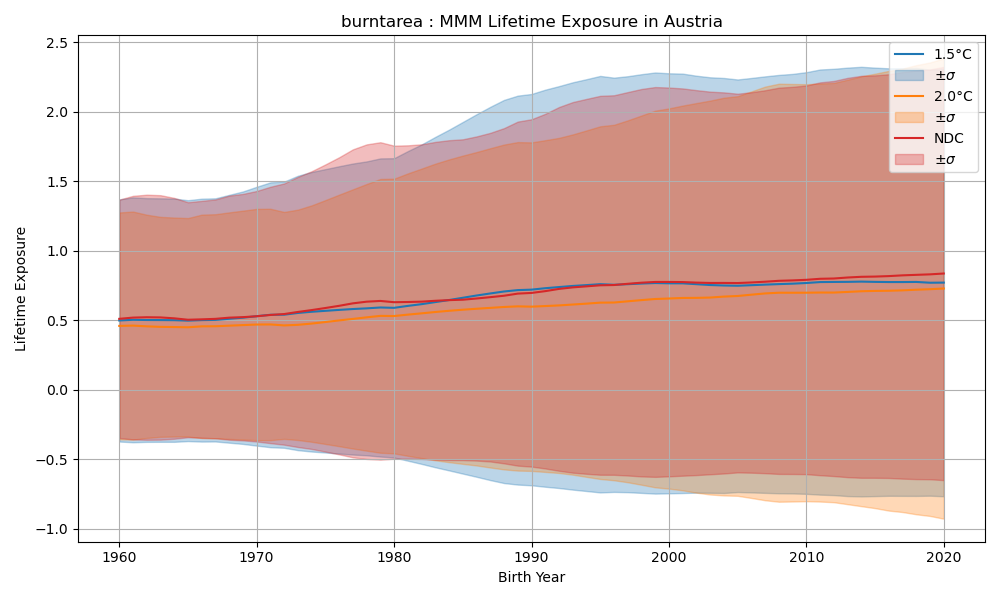 burntarea : MMM Lifetime Exposure in Austria
2.5
2.0
1.5
1.0
0.5
0.0
−0.5
−1.0
Lifetime Exposure
1.5°C
±σ
2.0°C
±σ
NDC
±σ
1960 1970 1980 1990 2000 2010 2020
Birth Year